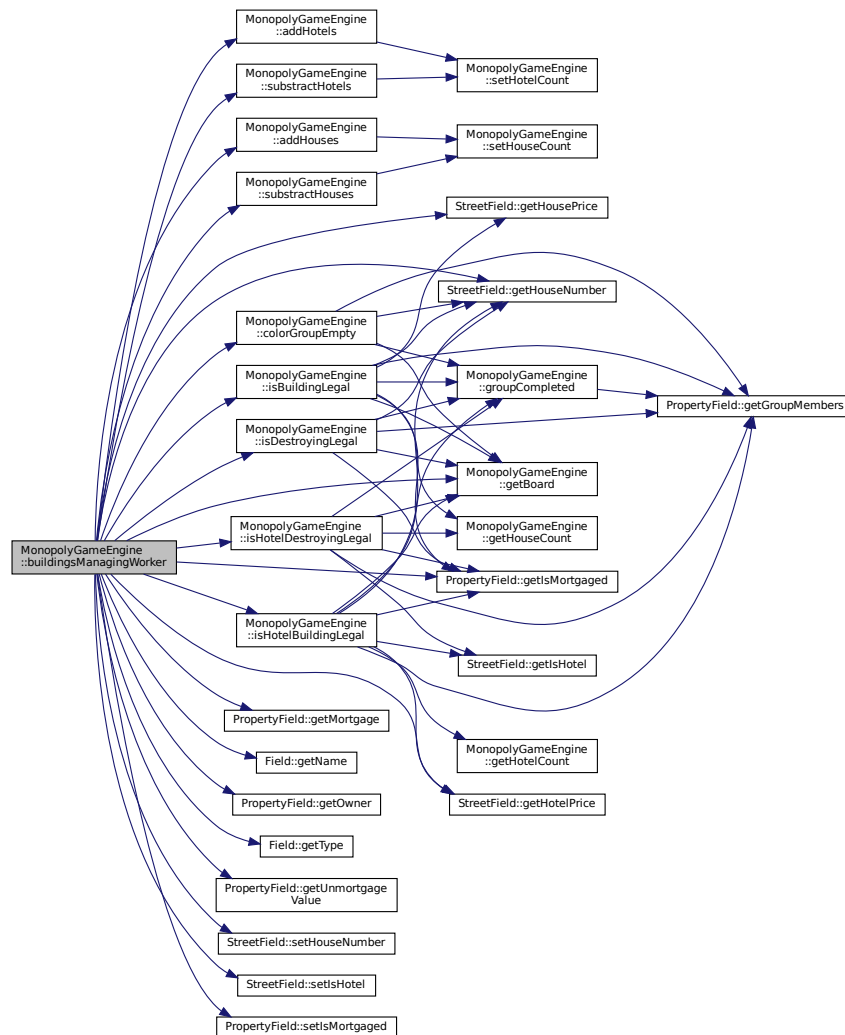 MonopolyGameEngine
::addHotels
MonopolyGameEngine
::setHotelCount
MonopolyGameEngine
::substractHotels
MonopolyGameEngine
::addHouses
MonopolyGameEngine
::setHouseCount
MonopolyGameEngine
::substractHouses
StreetField::getHousePrice
StreetField::getHouseNumber
MonopolyGameEngine
::colorGroupEmpty
MonopolyGameEngine
::isBuildingLegal
MonopolyGameEngine
::groupCompleted
PropertyField::getGroupMembers
MonopolyGameEngine
::isDestroyingLegal
MonopolyGameEngine
::getBoard
MonopolyGameEngine
::isHotelDestroyingLegal
MonopolyGameEngine
::getHouseCount
MonopolyGameEngine
::buildingsManagingWorker
PropertyField::getIsMortgaged
MonopolyGameEngine
::isHotelBuildingLegal
StreetField::getIsHotel
PropertyField::getMortgage
Field::getName
MonopolyGameEngine
::getHotelCount
PropertyField::getOwner
StreetField::getHotelPrice
Field::getType
PropertyField::getUnmortgage
Value
StreetField::setHouseNumber
StreetField::setIsHotel
PropertyField::setIsMortgaged